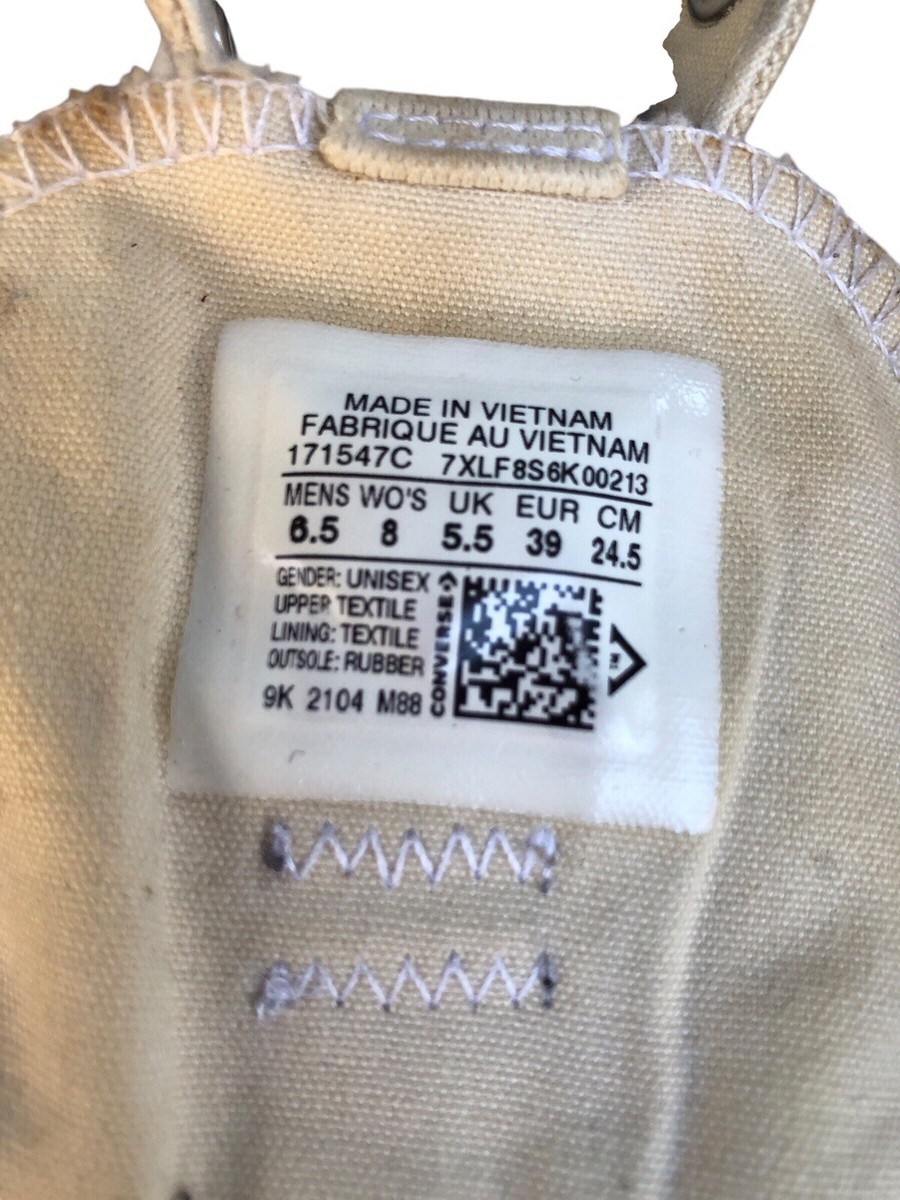 MADE IN VIETNAM
FABRIQUE AU VIETNAM
171547C 7XLF8S6K00213
MENS WO'S UK EUR CM
6.5 8 5.5 39 24.5
GENDER: UNISEX
UPPER TEXTILE
LINING: TEXTILE
OUTSOLE: RUBBER
9K 2104 M88
CONVERSE